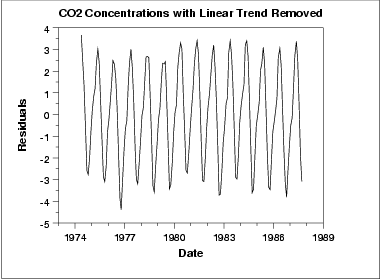 CO2 Concentrations with Linear Trend Removed
4
3
2
1
0
-1
-2
-3
-4
-5
Residuals
1974 1977 1980 1983 1986 1989
Date